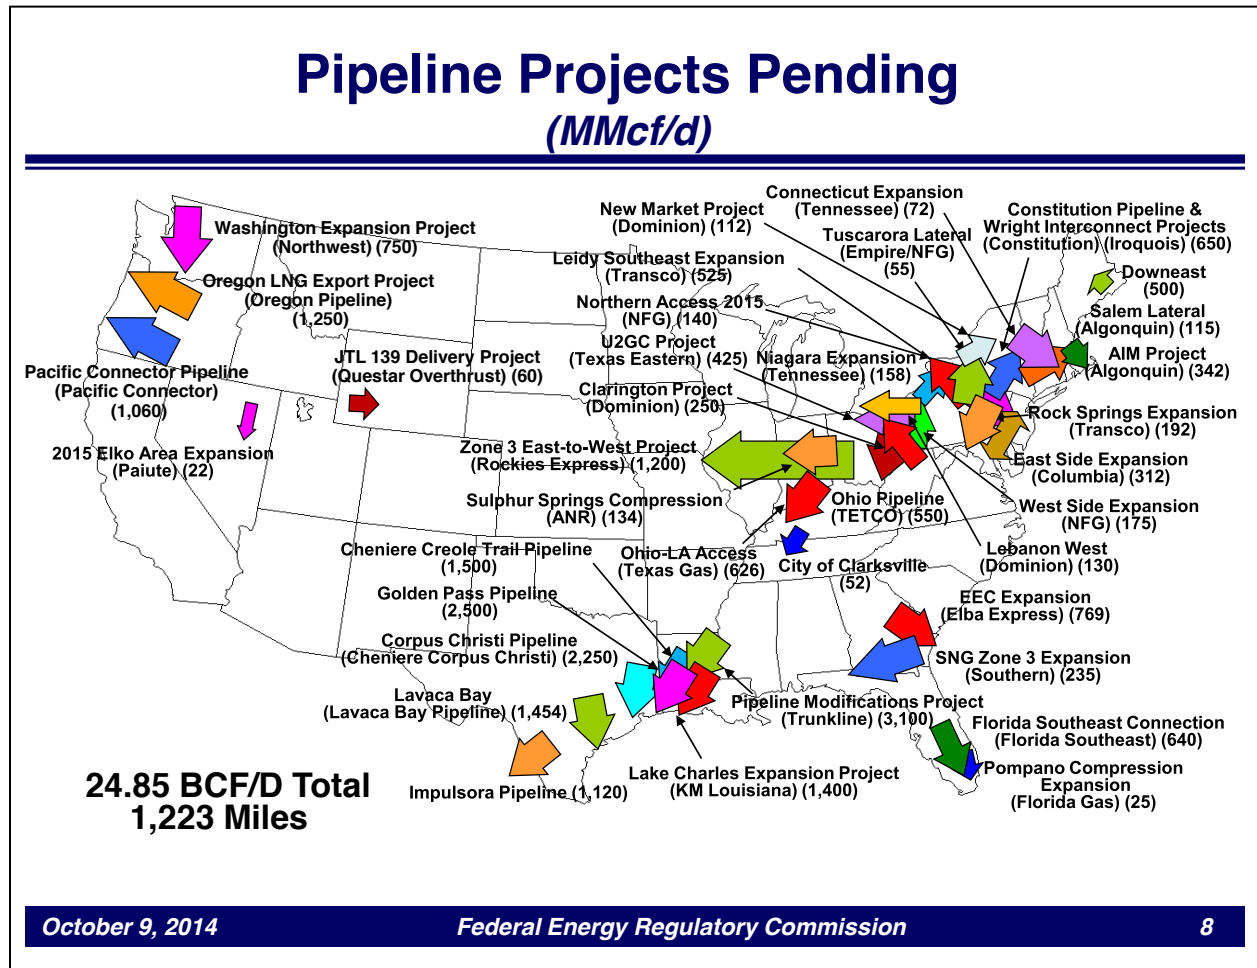 Pipeline Projects Pending
(MMcf/d)
Connecticut Expansion
(Tennessee) (72)
New Market Project
(Dominion) (112)
Constitution Pipeline &
Wright Interconnect Projects
(Constitution) (Iroquois) (650)
Tuscarora Lateral
(Empire/NFG)
(55)
Washington Expansion Project
(Northwest) (750)
Leidy Southeast Expansion
(Transco) (525)
Downeast
(500)
Oregon LNG Export Project
(Oregon Pipeline)
(1,250)
Northern Access 2015
(NFG) (140)
Salem Lateral
(Algonquin) (115)
U2GC Project
(Texas Eastern) (425)
Niagara Expansion
(Tennessee) (158)
AIM Project
(Algonquin) (342)
JTL 139 Delivery Project
(Questar Overthrust) (60)
Pacific Connector Pipeline
(Pacific Connector)
(1,060)
Clarington Project
(Dominion) (250)
Rock Springs Expansion
(Transco) (192)
2015 Elko Area Expansion
(Paiute) (22)
Zone 3 East-to-West Project
(Rockies Express) (1,200)
East Side Expansion
(Columbia) (312)
Sulphur Springs Compression
(ANR) (134)
Ohio Pipeline
(TETCO) (550)
West Side Expansion
(NFG) (175)
Cheniere Creole Trail Pipeline
(1,500)
Ohio-LA Access
(Texas Gas) (626)
City of Clarksville
(52)
Lebanon West
(Dominion) (130)
Golden Pass Pipeline
(2,500)
EEC Expansion
(Elba Express) (769)
Corpus Christi Pipeline
(Cheniere Corpus Christi) (2,250)
SNG Zone 3 Expansion
(Southern) (235)
Lavaca Bay
(Lavaca Bay Pipeline) (1,454)
Pipeline Modifications Project
(Trunkline) (3,100)
Florida Southeast Connection
(Florida Southeast) (640)
Lake Charles Expansion Project
(KM Louisiana) (1,400)
Pompano Compression
Expansion
(Florida Gas) (25)
Impulsora Pipeline (1,120)
24.85 BCF/D Total
1,223 Miles
October 9, 2014
Federal Energy Regulatory Commission
8